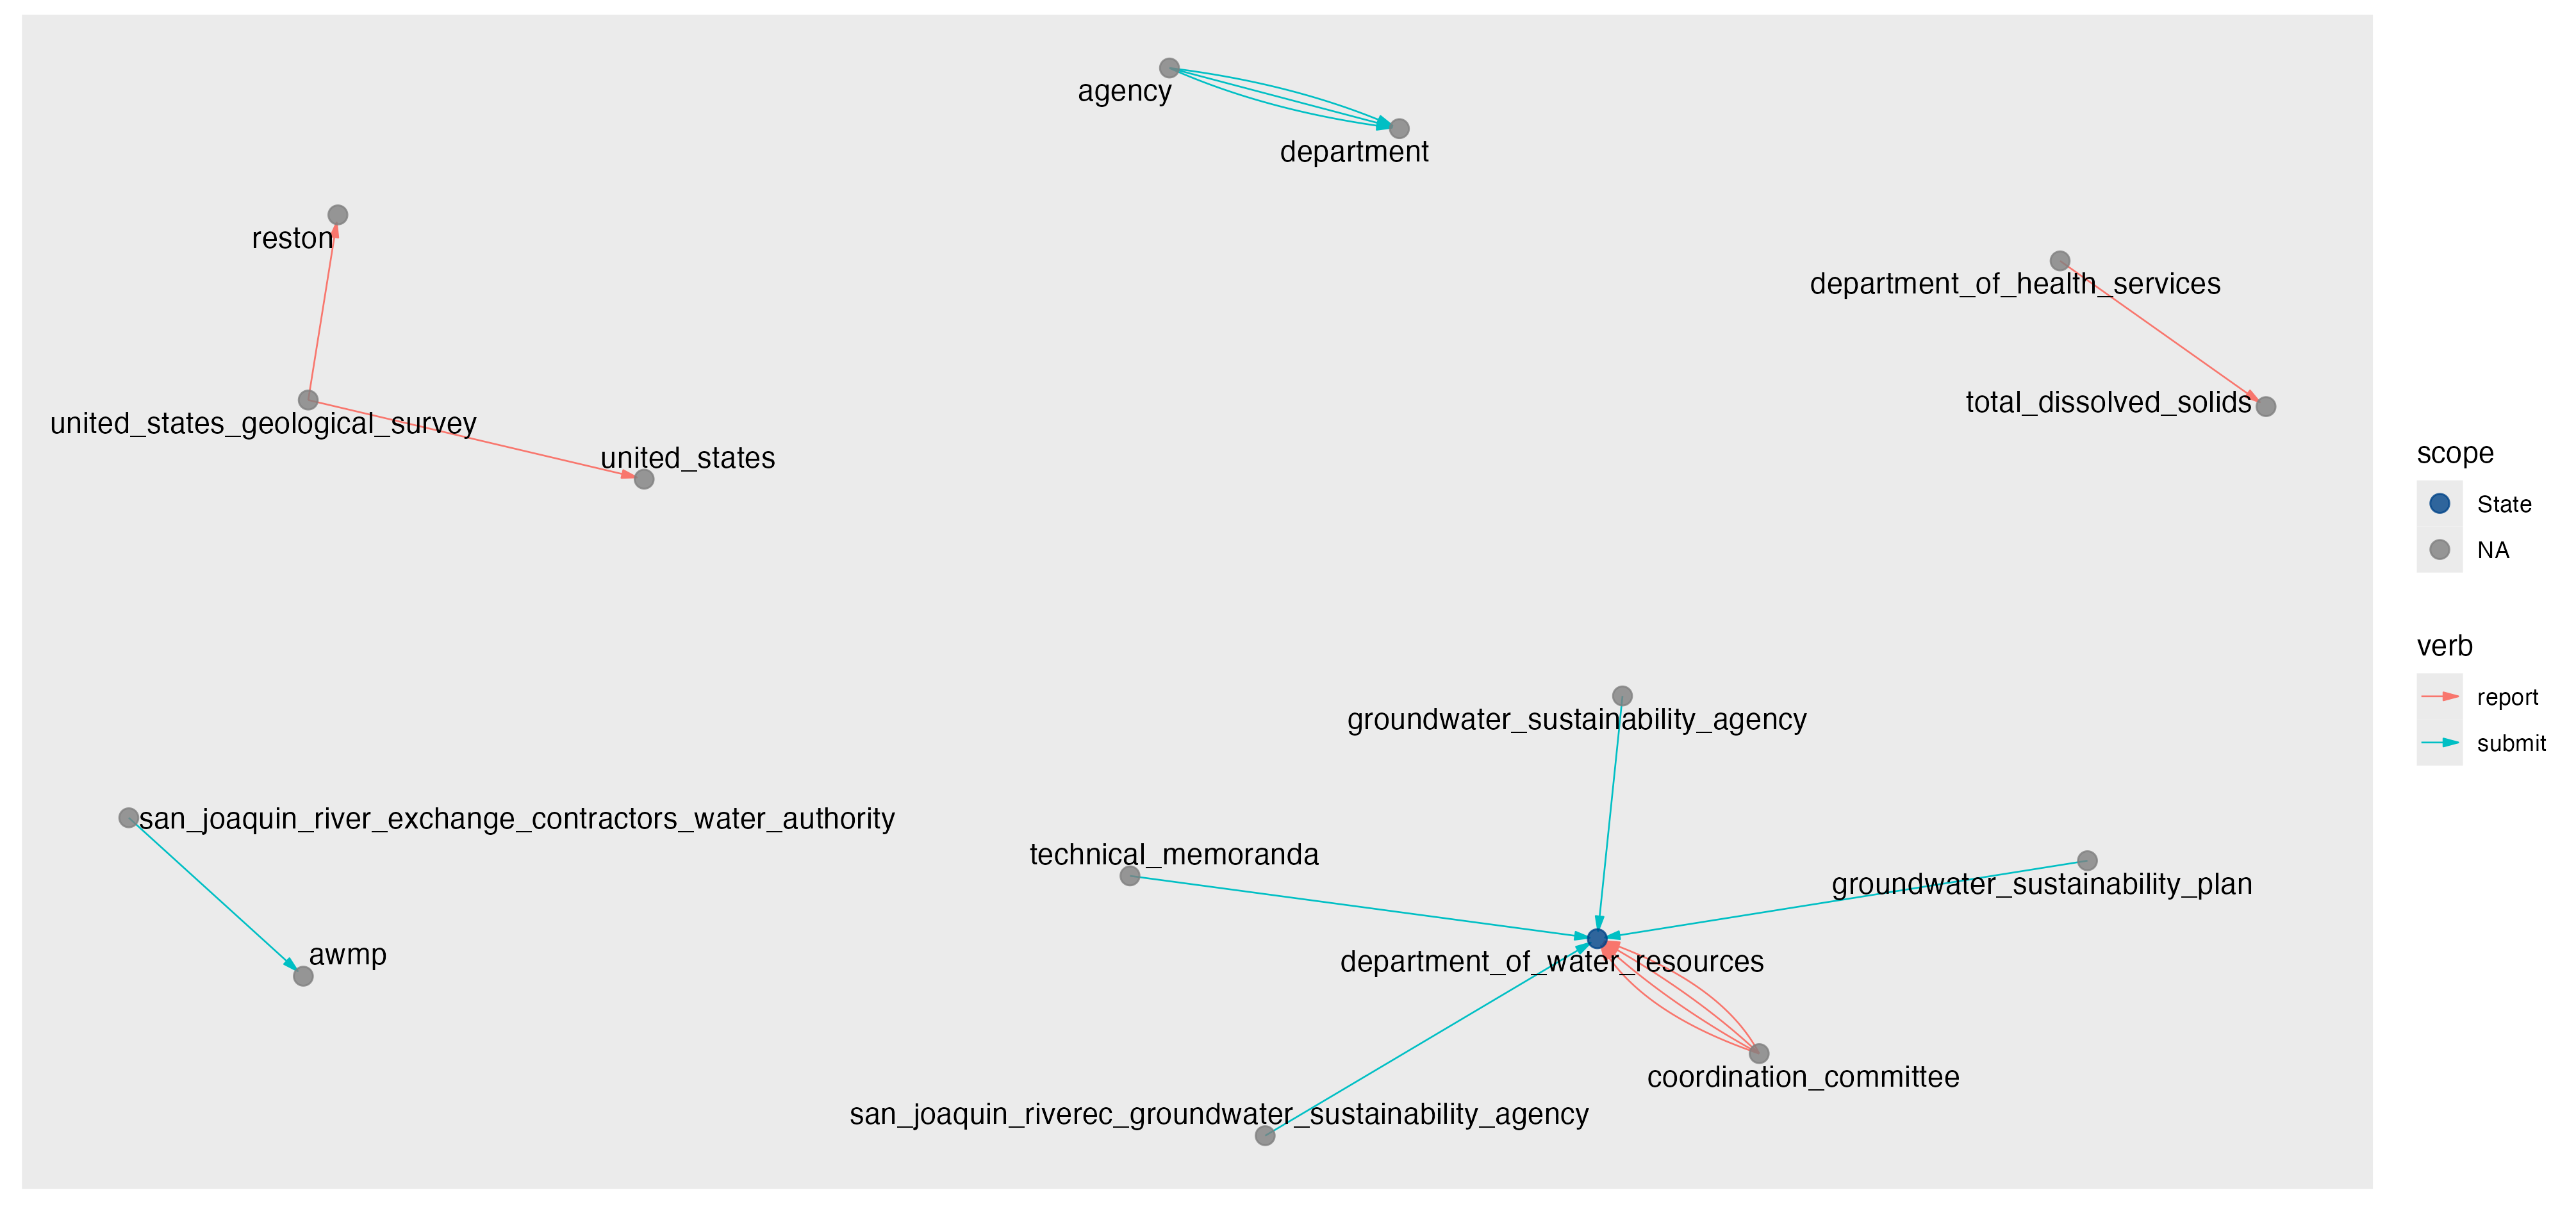 agency
department
reston
department_of_health_services
total_dissolved_solids
united_states_geological_survey
united_states
scope
State
NA
verb
report
submit
groundwater_sustainability_agency
san_joaquin_river_exchange_contractors_water_authority
technical_memoranda
groundwater_sustainability_plan
awmp
department_of_water_resources
coordination_committee
san_joaquin_riverec_groundwater_sustainability_agency